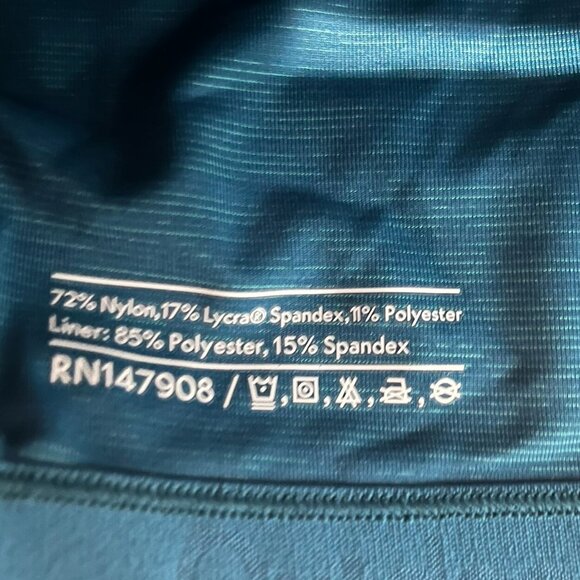 72% Nylon,17% Lycra® Spandex,11% Polyester
Liner: 85% Polyester, 15% Spandex
RN147908 /